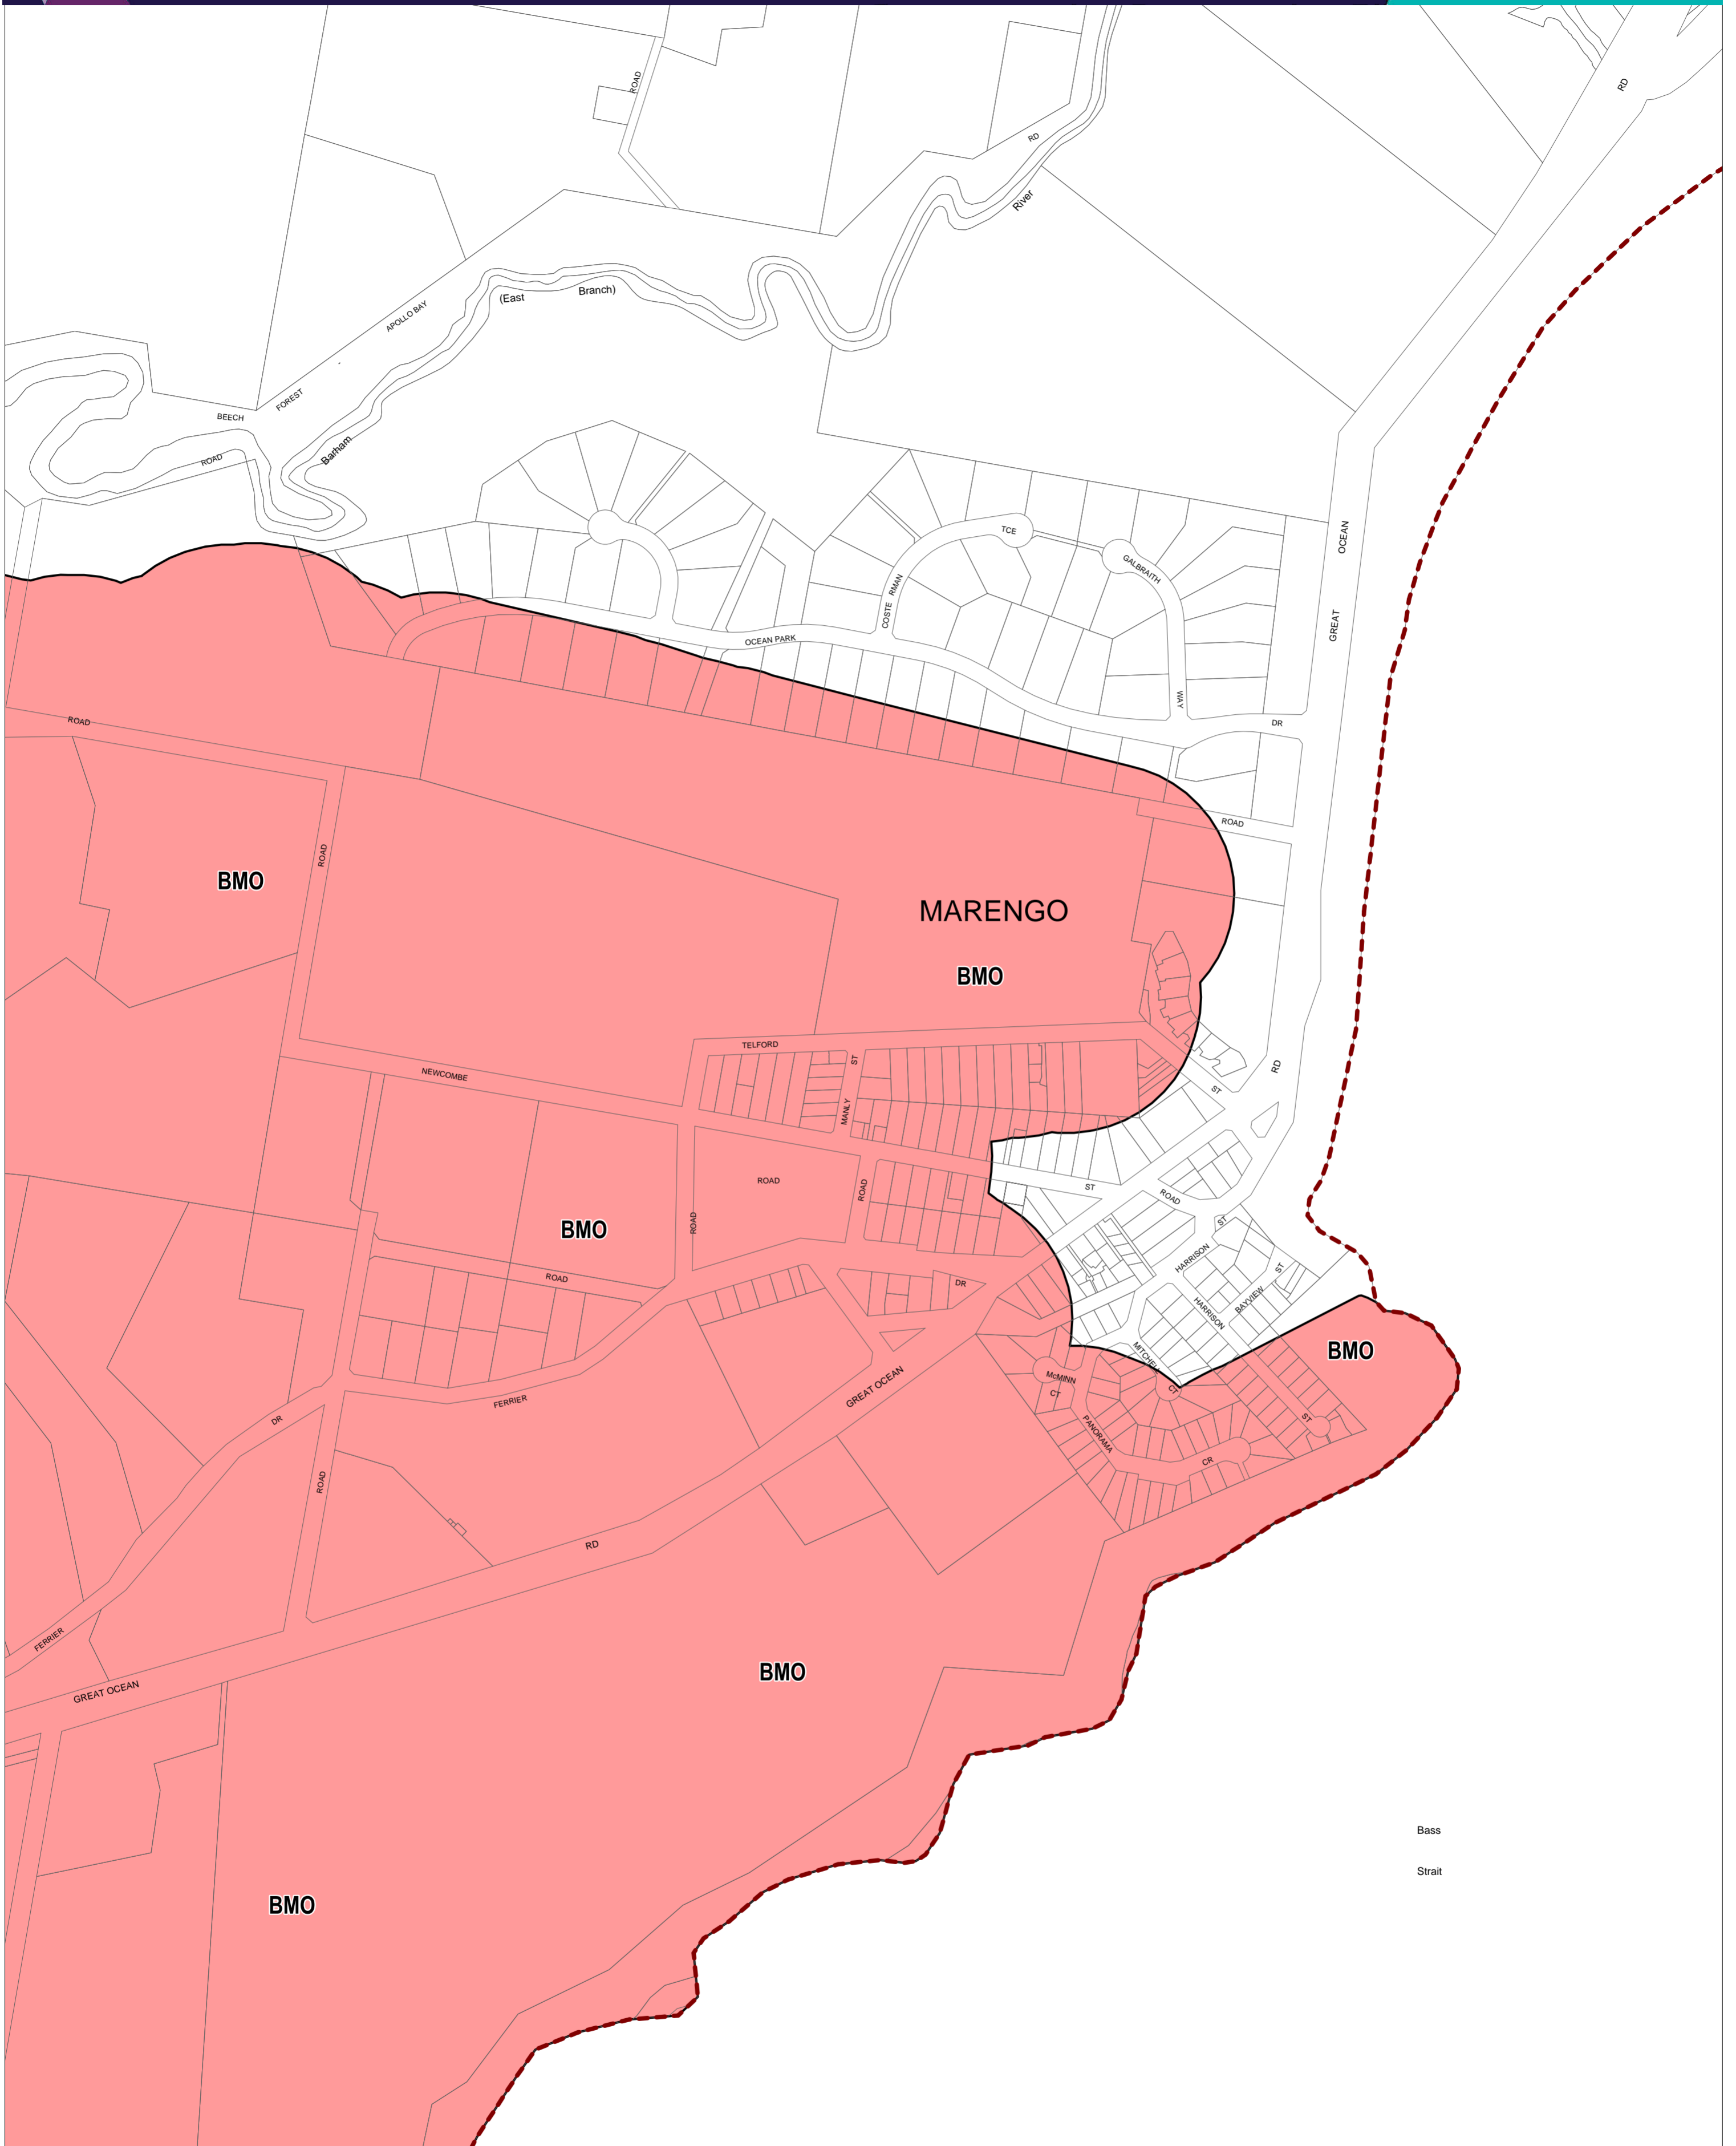 ROAD
RD
RD
River
(East Branch)
APOLLO BAY
FOREST
BEECH
Barham
ROAD
TCE
OCEAN
GALBRAITH
COSTE RMAN
GREAT
OCEAN PARK
WAY
ROAD
DR
ROAD
ROAD
BMO
MARENGO
BMO
TELFORD
ST
NEWCOMBE
RD
ST
MANLY
ROAD
ST
ROAD
ROAD
ROAD
BMO
ST
HARRISON
ROAD
DR
ST
BAYVIEW
HARRISON
BMO
MITCHELL
McMINN
CT
CT
GREAT OCEAN
FERRIER
DR
PANORAMA
ST
CR
ROAD
RD
FERRIER
BMO
GREAT OCEAN
Bass
Strait
BMO